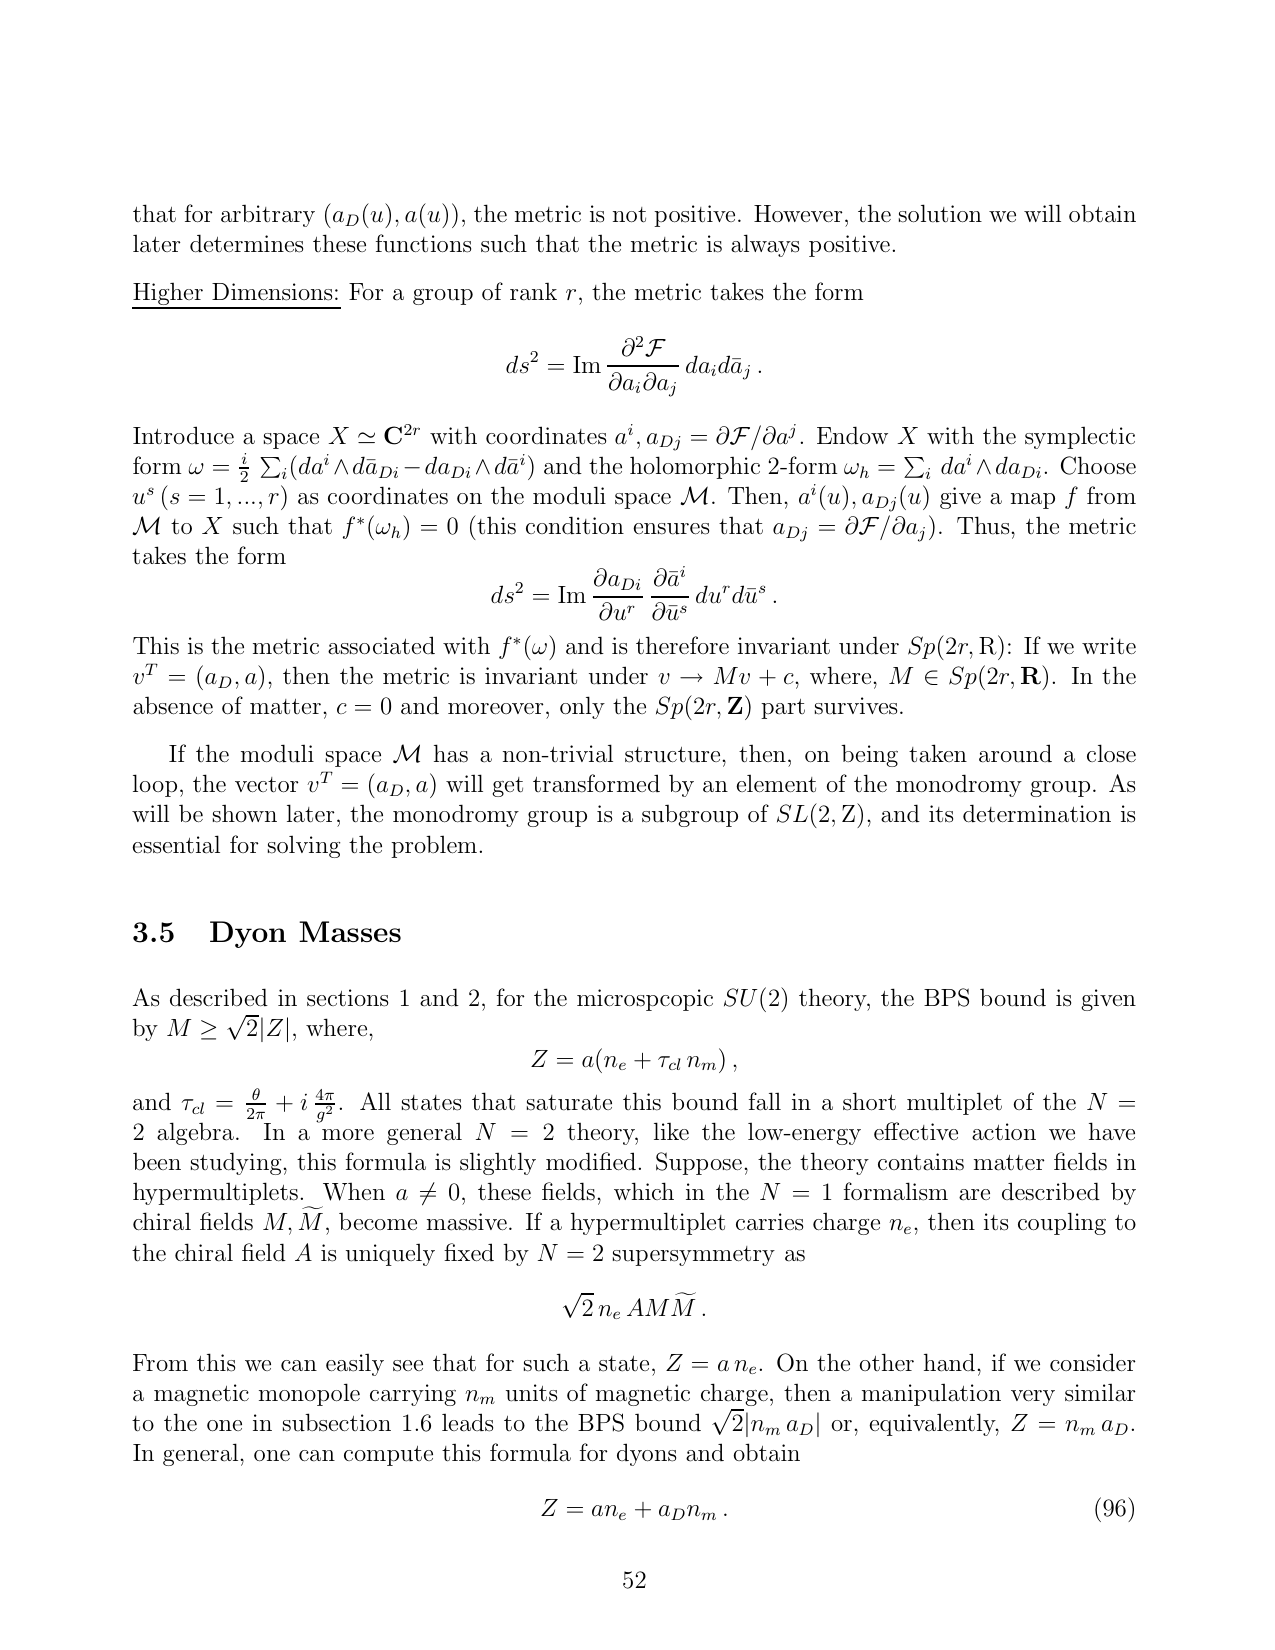 that for arbitrary (a_D(u), a(u)), the metric is not positive. However, the solution we will obtain
later determines these functions such that the metric is always positive.
Higher Dimensions: For a group of rank r, the metric takes the form
ds² = Im ∂²ℱ/∂a_i∂a_j da_i dā_j .
Introduce a space X ≃ C^{2r} with coordinates a^i, a_{Dj} = ∂ℱ/∂a^j. Endow X with the symplectic
form ω = i/2 ∑_i(da^i ∧ dā_{Di} − da_{Di} ∧ dā^i) and the holomorphic 2-form ω_h = ∑_i da^i ∧ da_{Di}. Choose
u^s (s = 1, ..., r) as coordinates on the moduli space ℳ. Then, a^i(u), a_{Dj}(u) give a map f from
ℳ to X such that f*(ω_h) = 0 (this condition ensures that a_{Dj} = ∂ℱ/∂a_j). Thus, the metric
takes the form
ds² = Im ∂a_{Di}/∂u^r ∂ā^i/∂ū^s du^r dū^s .
This is the metric associated with f*(ω) and is therefore invariant under Sp(2r, R): If we write
v^T = (a_D, a), then the metric is invariant under v → Mv + c, where, M ∈ Sp(2r, R). In the
absence of matter, c = 0 and moreover, only the Sp(2r, Z) part survives.
If the moduli space ℳ has a non-trivial structure, then, on being taken around a close
loop, the vector v^T = (a_D, a) will get transformed by an element of the monodromy group. As
will be shown later, the monodromy group is a subgroup of SL(2, Z), and its determination is
essential for solving the problem.
3.5 Dyon Masses
As described in sections 1 and 2, for the microspcopic SU(2) theory, the BPS bound is given
by M ≥ √2|Z|, where,
Z = a(n_e + τ_{cl} n_m) ,
and τ_{cl} = θ/2π + i 4π/g². All states that saturate this bound fall in a short multiplet of the N =
2 algebra. In a more general N = 2 theory, like the low-energy effective action we have
been studying, this formula is slightly modified. Suppose, the theory contains matter fields in
hypermultiplets. When a ≠ 0, these fields, which in the N = 1 formalism are described by
chiral fields M, M̃, become massive. If a hypermultiplet carries charge n_e, then its coupling to
the chiral field A is uniquely fixed by N = 2 supersymmetry as
√2 n_e AMM̃ .
From this we can easily see that for such a state, Z = a n_e. On the other hand, if we consider
a magnetic monopole carrying n_m units of magnetic charge, then a manipulation very similar
to the one in subsection 1.6 leads to the BPS bound √2|n_m a_D| or, equivalently, Z = n_m a_D.
In general, one can compute this formula for dyons and obtain
Z = an_e + a_D n_m . (96)
52